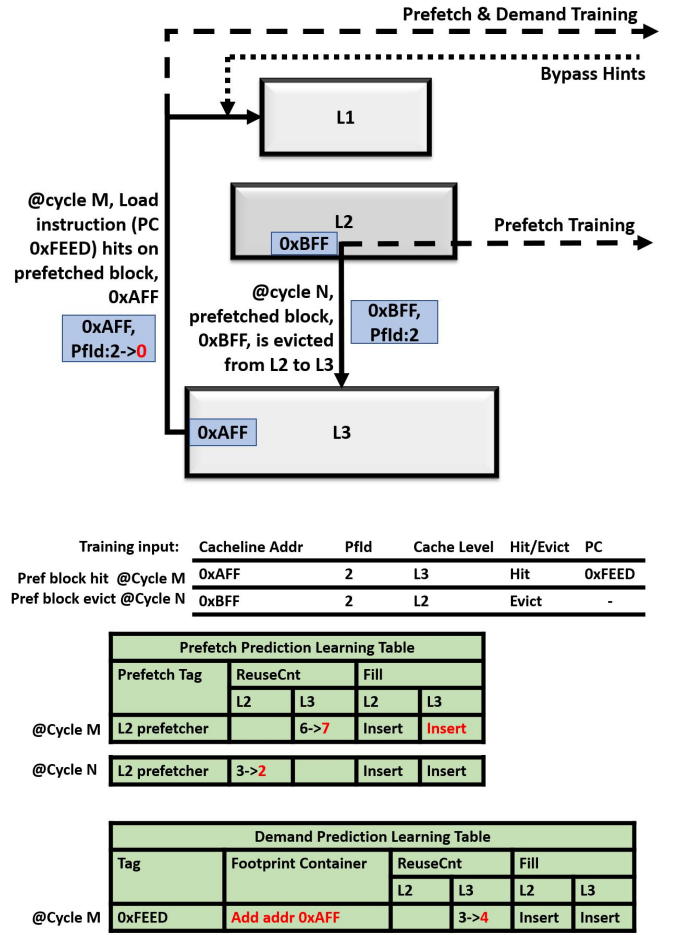 Prefetch & Demand Training
Bypass Hints
L1
@cycle M, Load
instruction (PC
0xFEED) hits on
prefetched block,
0xAFF
0xAFF,
PfId:2->0
L2
0xBFF
Prefetch Training
@cycle N,
prefetched block,
0xBFF, is evicted
from L2 to L3
0xBFF,
PfId:2
0xAFF
L3
Training input: Cacheline Addr PfId Cache Level Hit/Evict PC
Pref block hit @Cycle M 0xAFF 2 L3 Hit 0xFEED
Pref block evict @Cycle N 0xBFF 2 L2 Evict -
Prefetch Prediction Learning Table
Prefetch Tag ReuseCnt Fill
L2 L3 L2 L3
@Cycle M L2 prefetcher 6->7 Insert Insert
@Cycle N L2 prefetcher 3->2 Insert Insert
Demand Prediction Learning Table
Tag Footprint Container ReuseCnt Fill
L2 L3 L2 L3
@Cycle M 0xFEED Add addr 0xAFF 3->4 Insert Insert